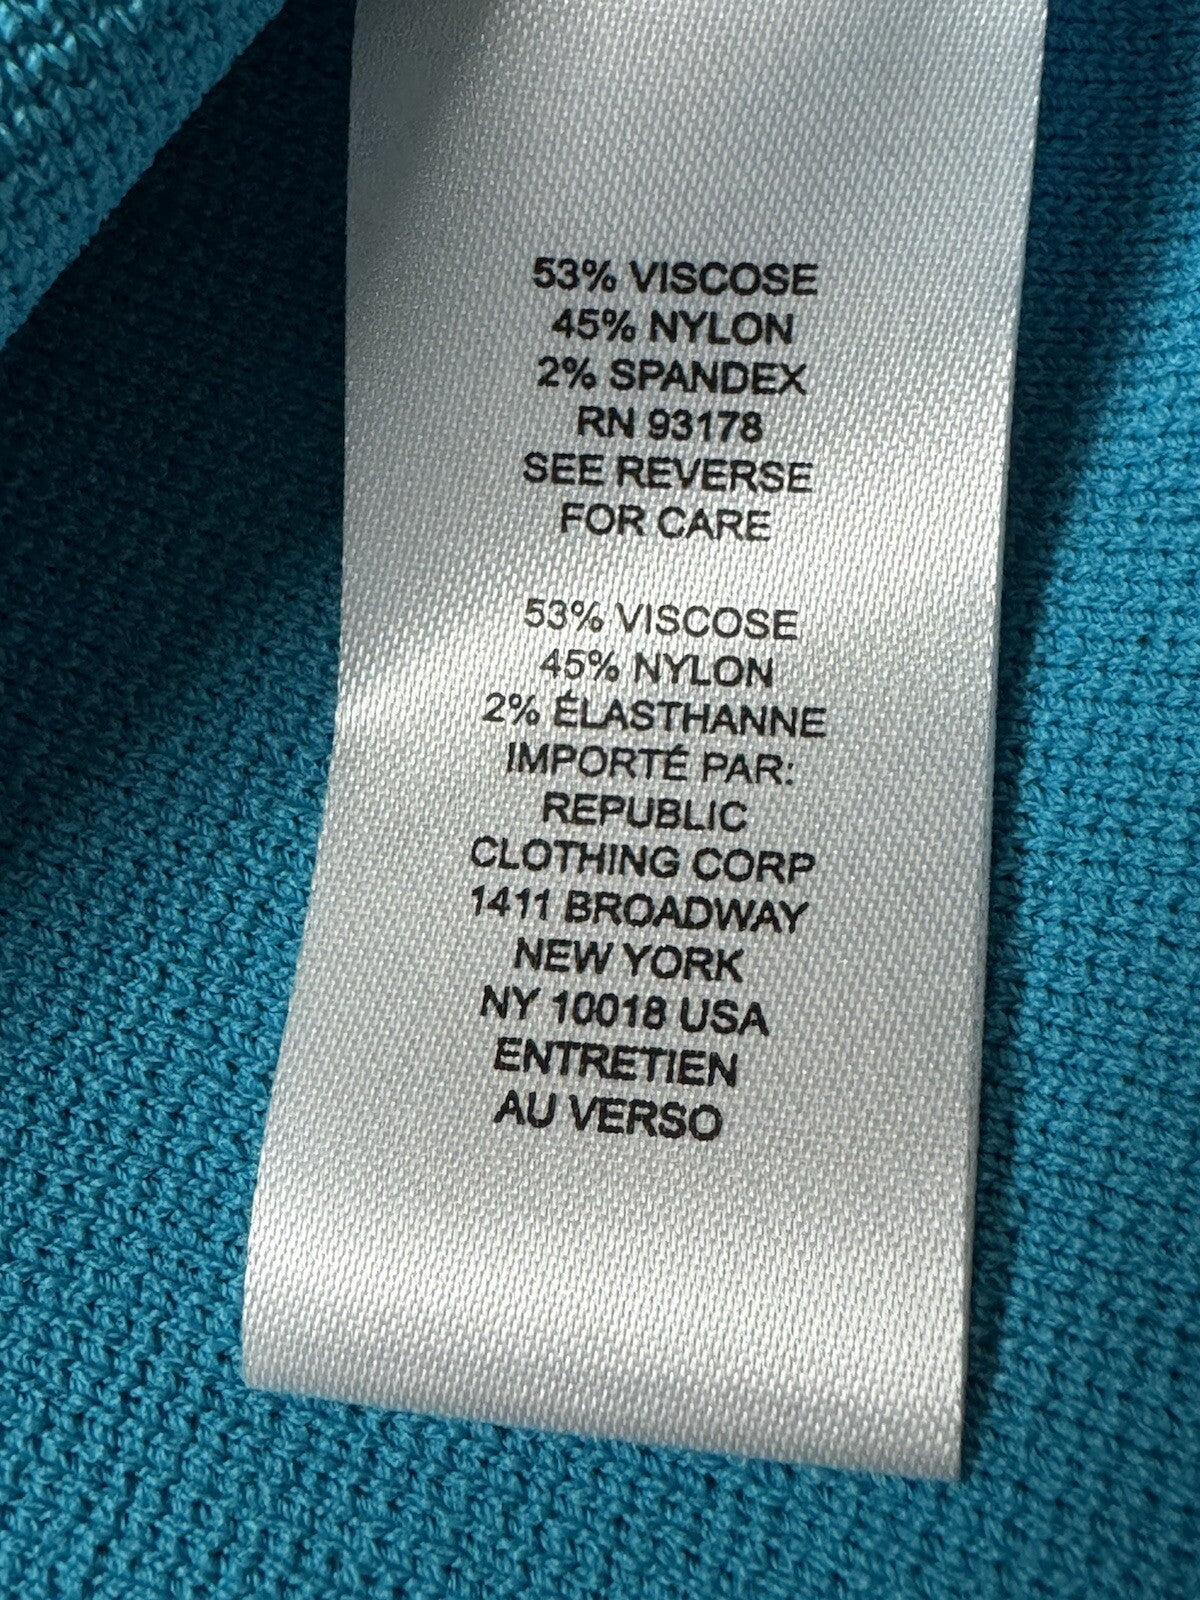 53% VISCOSE
45% NYLON
2% SPANDEX
RN 93178
SEE REVERSE
FOR CARE
53% VISCOSE
45% NYLON
2% ÉLASTHANNE
IMPORTÉ PAR:
REPUBLIC
CLOTHING CORP
1411 BROADWAY
NEW YORK
NY 10018 USA
ENTRETIEN
AU VERSO